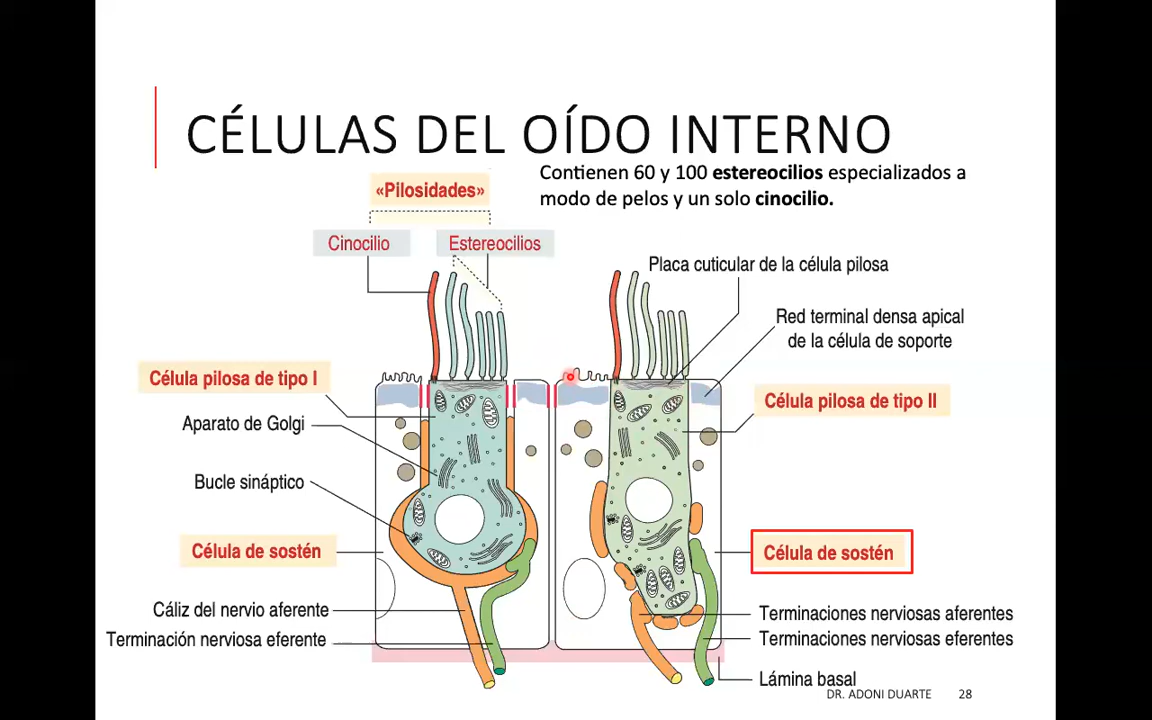 CÉLULAS DEL OÍDO INTERNO
Contienen 60 y 100 estereocilios especializados a
modo de pelos y un solo cinocilio.
«Pilosidades»
Cinocilio
Estereocilios
Placa cuticular de la célula pilosa
Red terminal densa apical
de la célula de soporte
Célula pilosa de tipo I
Célula pilosa de tipo II
Aparato de Golgi
Bucle sináptico
Célula de sostén
Célula de sostén
Cáliz del nervio aferente
Terminación nerviosa eferente
Terminaciones nerviosas aferentes
Terminaciones nerviosas eferentes
Lámina basal
DR. ADONI DUARTE
28